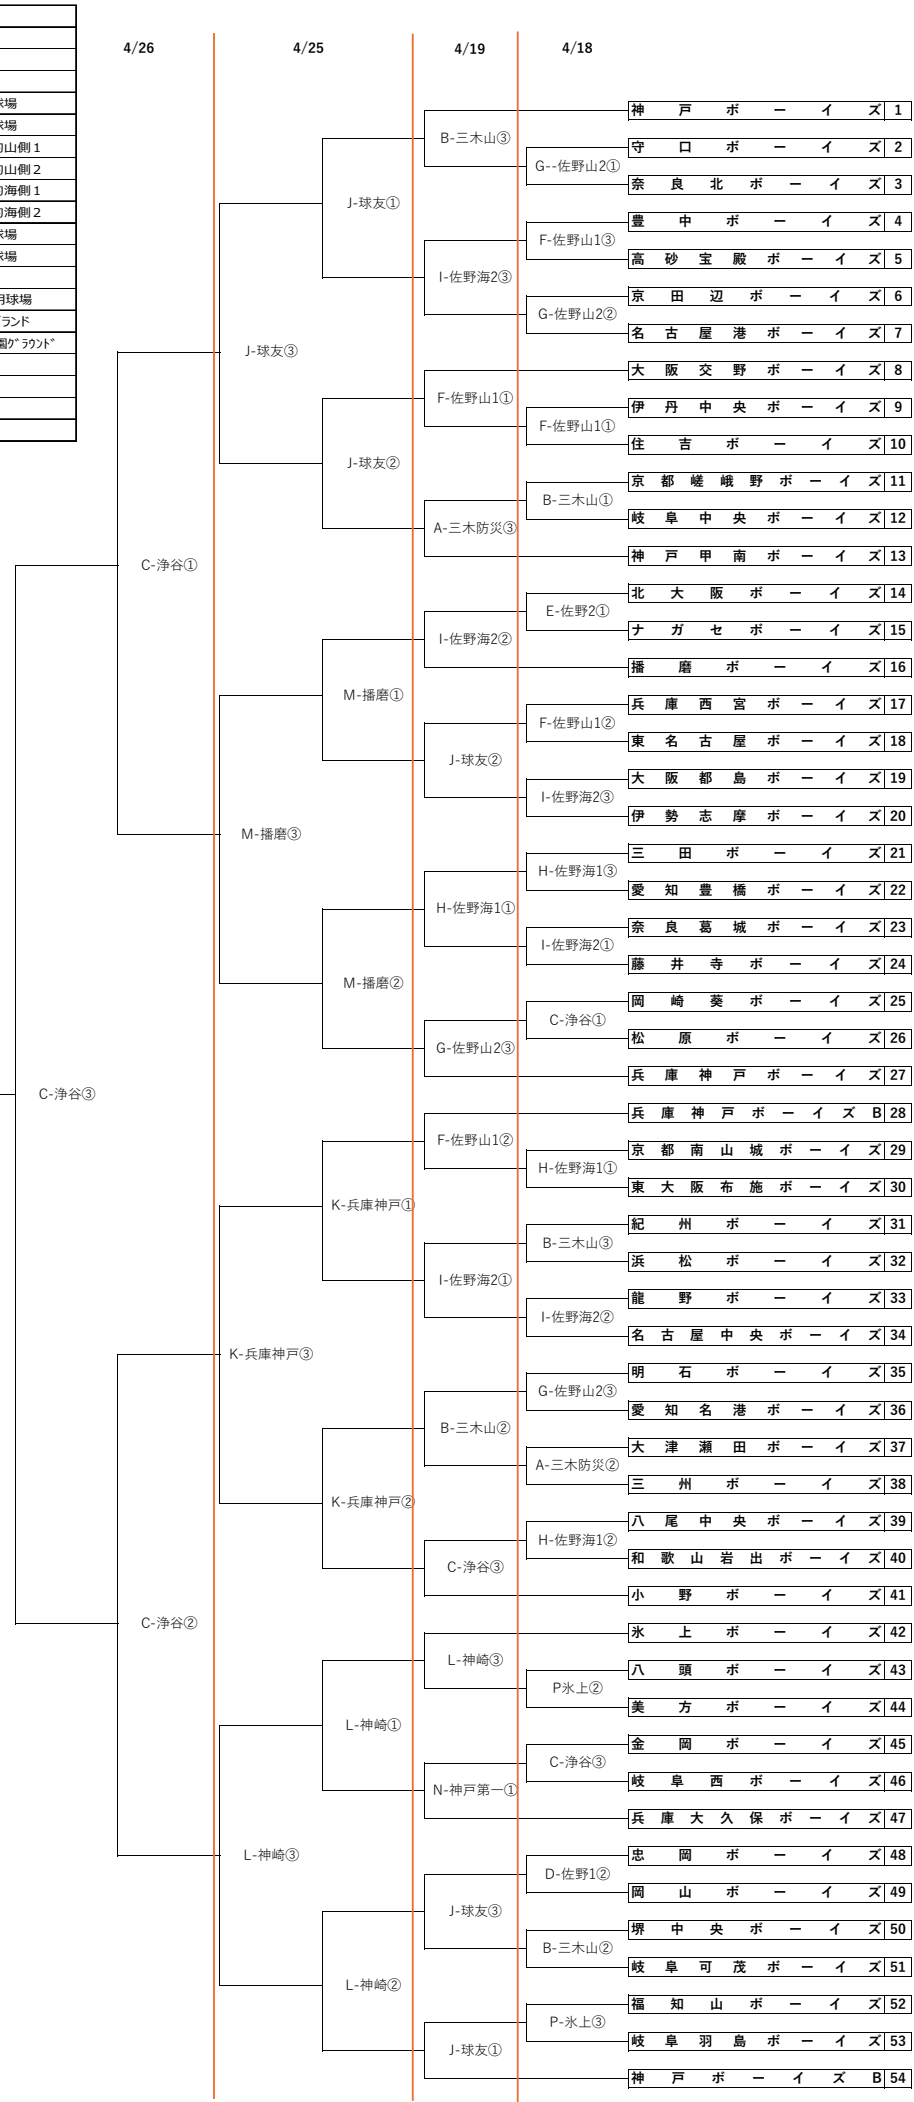 球場
球場
的山側1
的山側2
的海側1
的海側2
球場
球場
用球場
ブランド
園グラウンド
4/26 4/25 4/19 4/18
神戸ボーイズ 1
B-三木山③
守口ボーイズ 2
G--佐野山2①
奈良北ボーイズ 3
J-球友①
豊中ボーイズ 4
F-佐野山1③
高砂宝殿ボーイズ 5
I-佐野海2③
京田辺ボーイズ 6
G-佐野山2②
名古屋港ボーイズ 7
J-球友③
大阪交野ボーイズ 8
F-佐野山1①
伊丹中央ボーイズ 9
F-佐野山1①
住吉ボーイズ 10
J-球友②
京都嵯峨野ボーイズ 11
B-三木山①
岐阜中央ボーイズ 12
A-三木防災③
神戸甲南ボーイズ 13
C-浄谷①
北大阪ボーイズ 14
E-佐野2①
ナガセボーイズ 15
I-佐野海2②
播磨ボーイズ 16
M-播磨①
兵庫西宮ボーイズ 17
F-佐野山1②
東名古屋ボーイズ 18
J-球友②
大阪都島ボーイズ 19
I-佐野海2③
伊勢志摩ボーイズ 20
M-播磨③
三田ボーイズ 21
H-佐野海1③
愛知豊橋ボーイズ 22
H-佐野海1①
奈良葛城ボーイズ 23
I-佐野海2①
藤井寺ボーイズ 24
M-播磨②
岡崎葵ボーイズ 25
C-浄谷①
松原ボーイズ 26
G-佐野山2③
兵庫神戸ボーイズ 27
C-浄谷③
兵庫神戸ボーイズB 28
F-佐野山1②
京都南山城ボーイズ 29
H-佐野海1①
東大阪布施ボーイズ 30
K-兵庫神戸①
紀州ボーイズ 31
B-三木山③
浜松ボーイズ 32
I-佐野海2①
龍野ボーイズ 33
I-佐野海2②
名古屋中央ボーイズ 34
K-兵庫神戸③
明石ボーイズ 35
G-佐野山2③
愛知名港ボーイズ 36
B-三木山②
大津瀬田ボーイズ 37
A-三木防災②
三州ボーイズ 38
K-兵庫神戸②
八尾中央ボーイズ 39
H-佐野海1②
和歌山岩出ボーイズ 40
C-浄谷③
小野ボーイズ 41
C-浄谷②
氷上ボーイズ 42
L-神崎③
八頭ボーイズ 43
P氷上②
美方ボーイズ 44
L-神崎①
金岡ボーイズ 45
C-浄谷③
岐阜西ボーイズ 46
N-神戸第一①
兵庫大久保ボーイズ 47
L-神崎③
忠岡ボーイズ 48
D-佐野1②
岡山ボーイズ 49
J-球友③
堺中央ボーイズ 50
B-三木山②
岐阜可茂ボーイズ 51
L-神崎②
福知山ボーイズ 52
P-氷上③
岐阜羽島ボーイズ 53
J-球友①
神戸ボーイズB 54